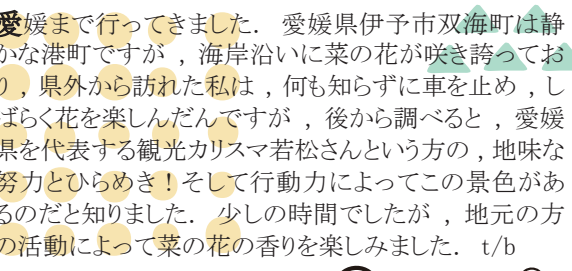 愛媛まで行ってきました． 愛媛県伊予市双海町は静
かな港町ですが , 海岸沿いに菜の花が咲き誇ってお
り , 県外から訪れた私は , 何も知らずに車を止め , し
ばらく花を楽しんだんですが , 後から調べると , 愛媛
県を代表する観光カリスマ若松さんという方の , 地味な
努力とひらめき！そして行動力によってこの景色があ
るのだと知りました． 少しの時間でしたが , 地元の方
の活動によって菜の花の香りを楽しみました． t/b